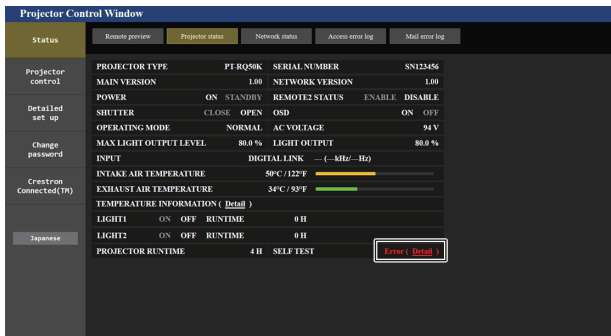 Projector Control Window
Status
Projector control
Detailed set up
Change password
Crestron Connected(TM)
Japanese
Remote preview Projector status Network status Access error log Mail error log
PROJECTOR TYPE PT-RQ50K SERIAL NUMBER SN123456
MAIN VERSION 1.00 NETWORK VERSION 1.00
POWER ON STANDBY REMOTE2 STATUS ENABLE DISABLE
SHUTTER CLOSE OPEN OSD ON OFF
OPERATING MODE NORMAL AC VOLTAGE 94 V
MAX LIGHT OUTPUT LEVEL 80.0 % LIGHT OUTPUT 80.0 %
INPUT DIGITAL LINK — (—kHz/—Hz)
INTAKE AIR TEMPERATURE 50°C / 122°F
EXHAUST AIR TEMPERATURE 34°C / 93°F
TEMPERATURE INFORMATION ( Detail )
LIGHT1 ON OFF RUNTIME 0 H
LIGHT2 ON OFF RUNTIME 0 H
PROJECTOR RUNTIME 4 H SELF TEST Error ( Detail )